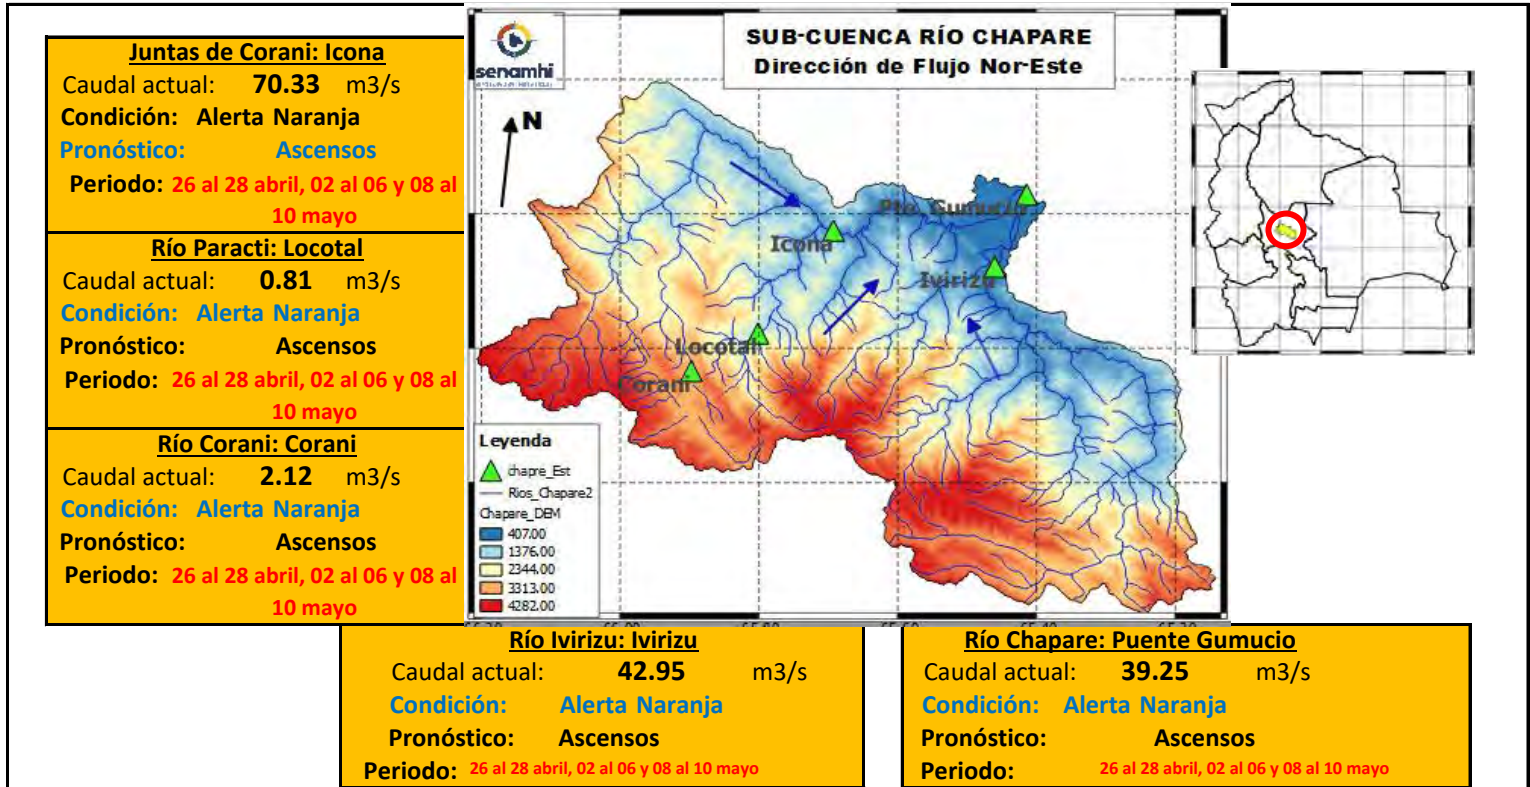 Juntas de Corani: Icona
Caudal actual: 70.33 m3/s
Condición: Alerta Naranja
Pronóstico: Ascensos
Periodo: 26 al 28 abril, 02 al 06 y 08 al
10 mayo
Río Paracti: Locotal
Caudal actual: 0.81 m3/s
Condición: Alerta Naranja
Pronóstico: Ascensos
Periodo: 26 al 28 abril, 02 al 06 y 08 al
10 mayo
Río Corani: Corani
Caudal actual: 2.12 m3/s
Condición: Alerta Naranja
Pronóstico: Ascensos
Periodo: 26 al 28 abril, 02 al 06 y 08 al
10 mayo
senamhi
SUB-CUENCA RÍO CHAPARE
Dirección de Flujo Nor-Este
N
Pte. Gumucio
Icona
Ivirizu
Locotal
Corani
Leyenda
chapre_Est
Rios_Chapare2
Chapare_DEM
407.00
1376.00
2344.00
3313.00
4282.00
Río Ivirizu: Ivirizu
Caudal actual: 42.95 m3/s
Condición: Alerta Naranja
Pronóstico: Ascensos
Periodo: 26 al 28 abril, 02 al 06 y 08 al 10 mayo
Río Chapare: Puente Gumucio
Caudal actual: 39.25 m3/s
Condición: Alerta Naranja
Pronóstico: Ascensos
Periodo: 26 al 28 abril, 02 al 06 y 08 al 10 mayo